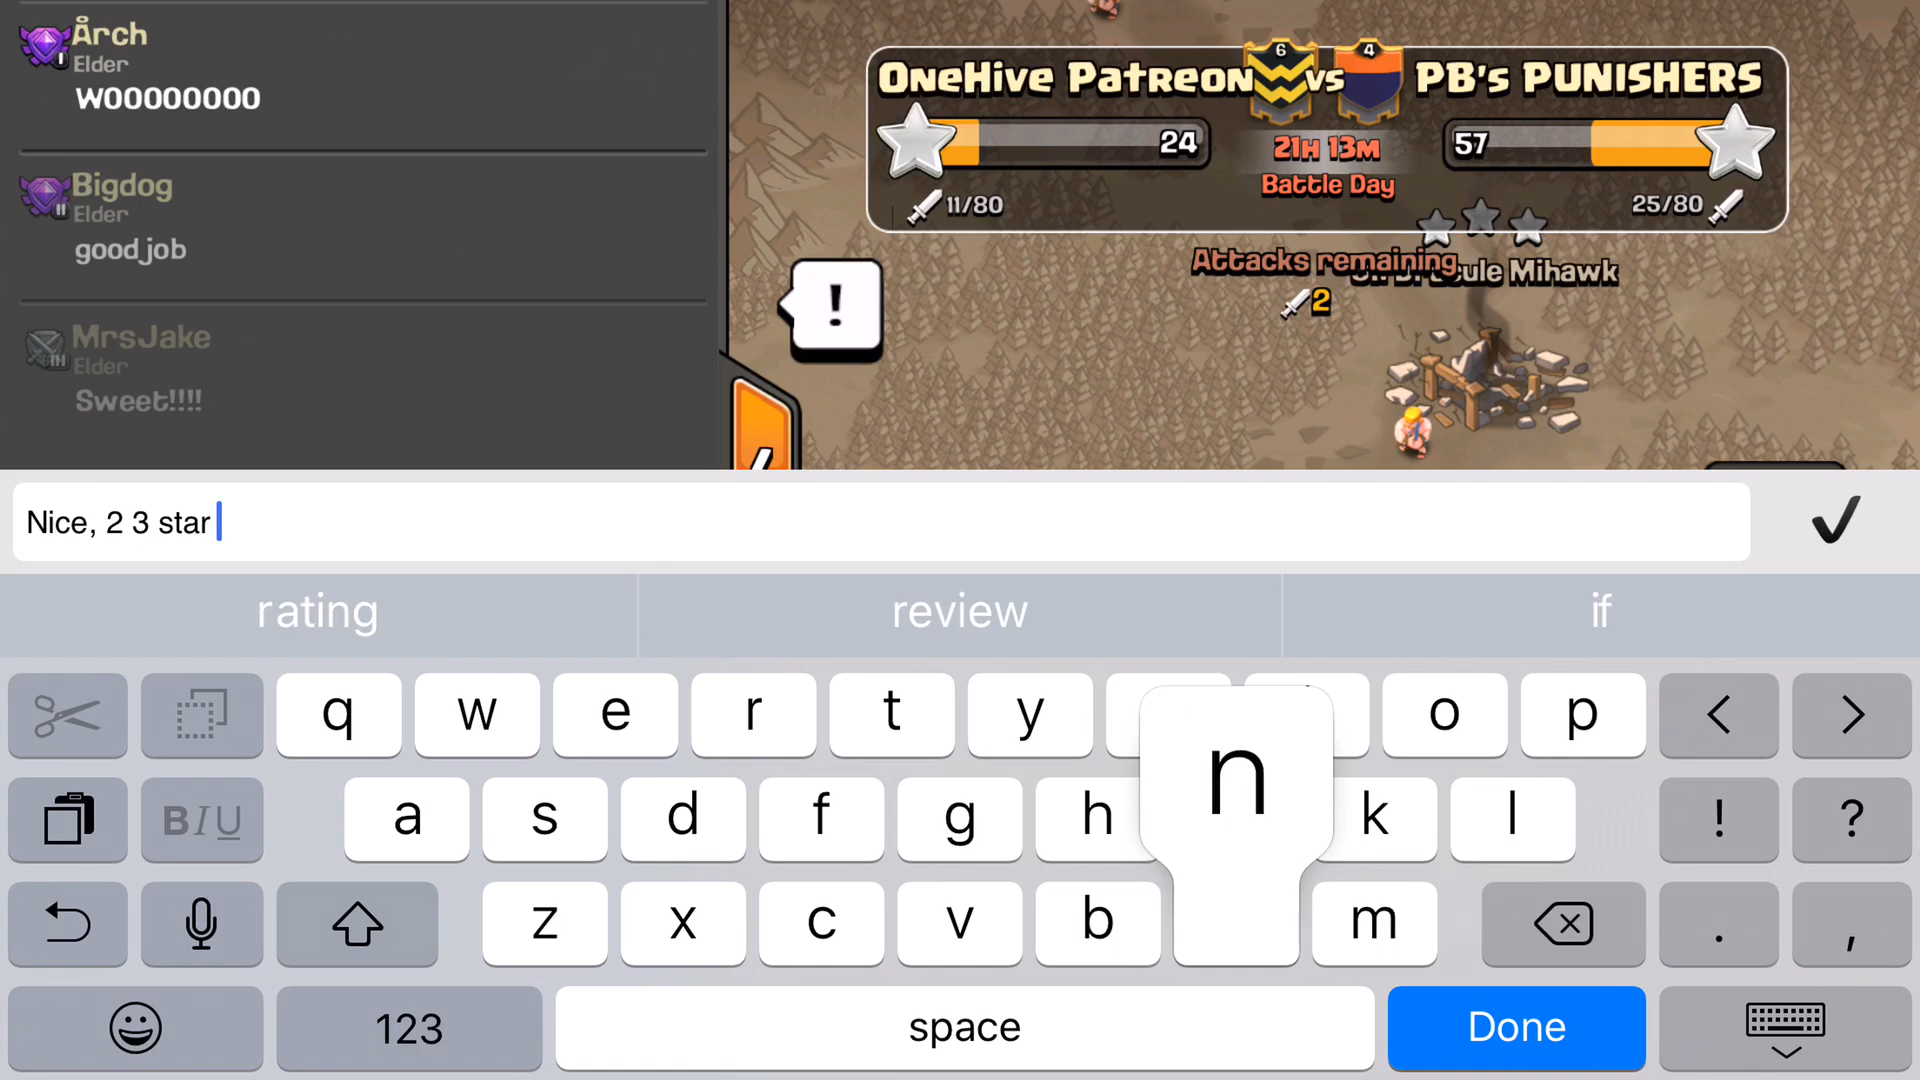 Årch
Elder
W00000000
Bigdog
Elder
good job
MrsJake
Elder
Sweet!!!!
6
4
OneHive Patreon vs PB's PUNISHERS
24
21H 13M
57
Battle Day
11/80
25/80
Attacks remaining
Mihawk
2
!
Nice, 2 3 star
rating review if
q w e r t y o p < >
a s d f g h k l ! ?
B I U
n
z x c v b m . ,
123 space Done